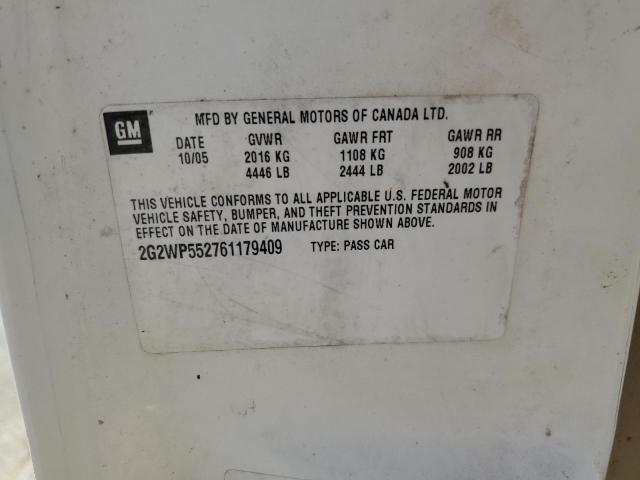 GM
MFD BY GENERAL MOTORS OF CANADA LTD.
DATE GVWR GAWR FRT GAWR RR
10/05 2016 KG 1108 KG 908 KG
4446 LB 2444 LB 2002 LB
THIS VEHICLE CONFORMS TO ALL APPLICABLE U.S. FEDERAL MOTOR
VEHICLE SAFETY, BUMPER, AND THEFT PREVENTION STANDARDS IN
EFFECT ON THE DATE OF MANUFACTURE SHOWN ABOVE.
2G2WP552761179409 TYPE: PASS CAR